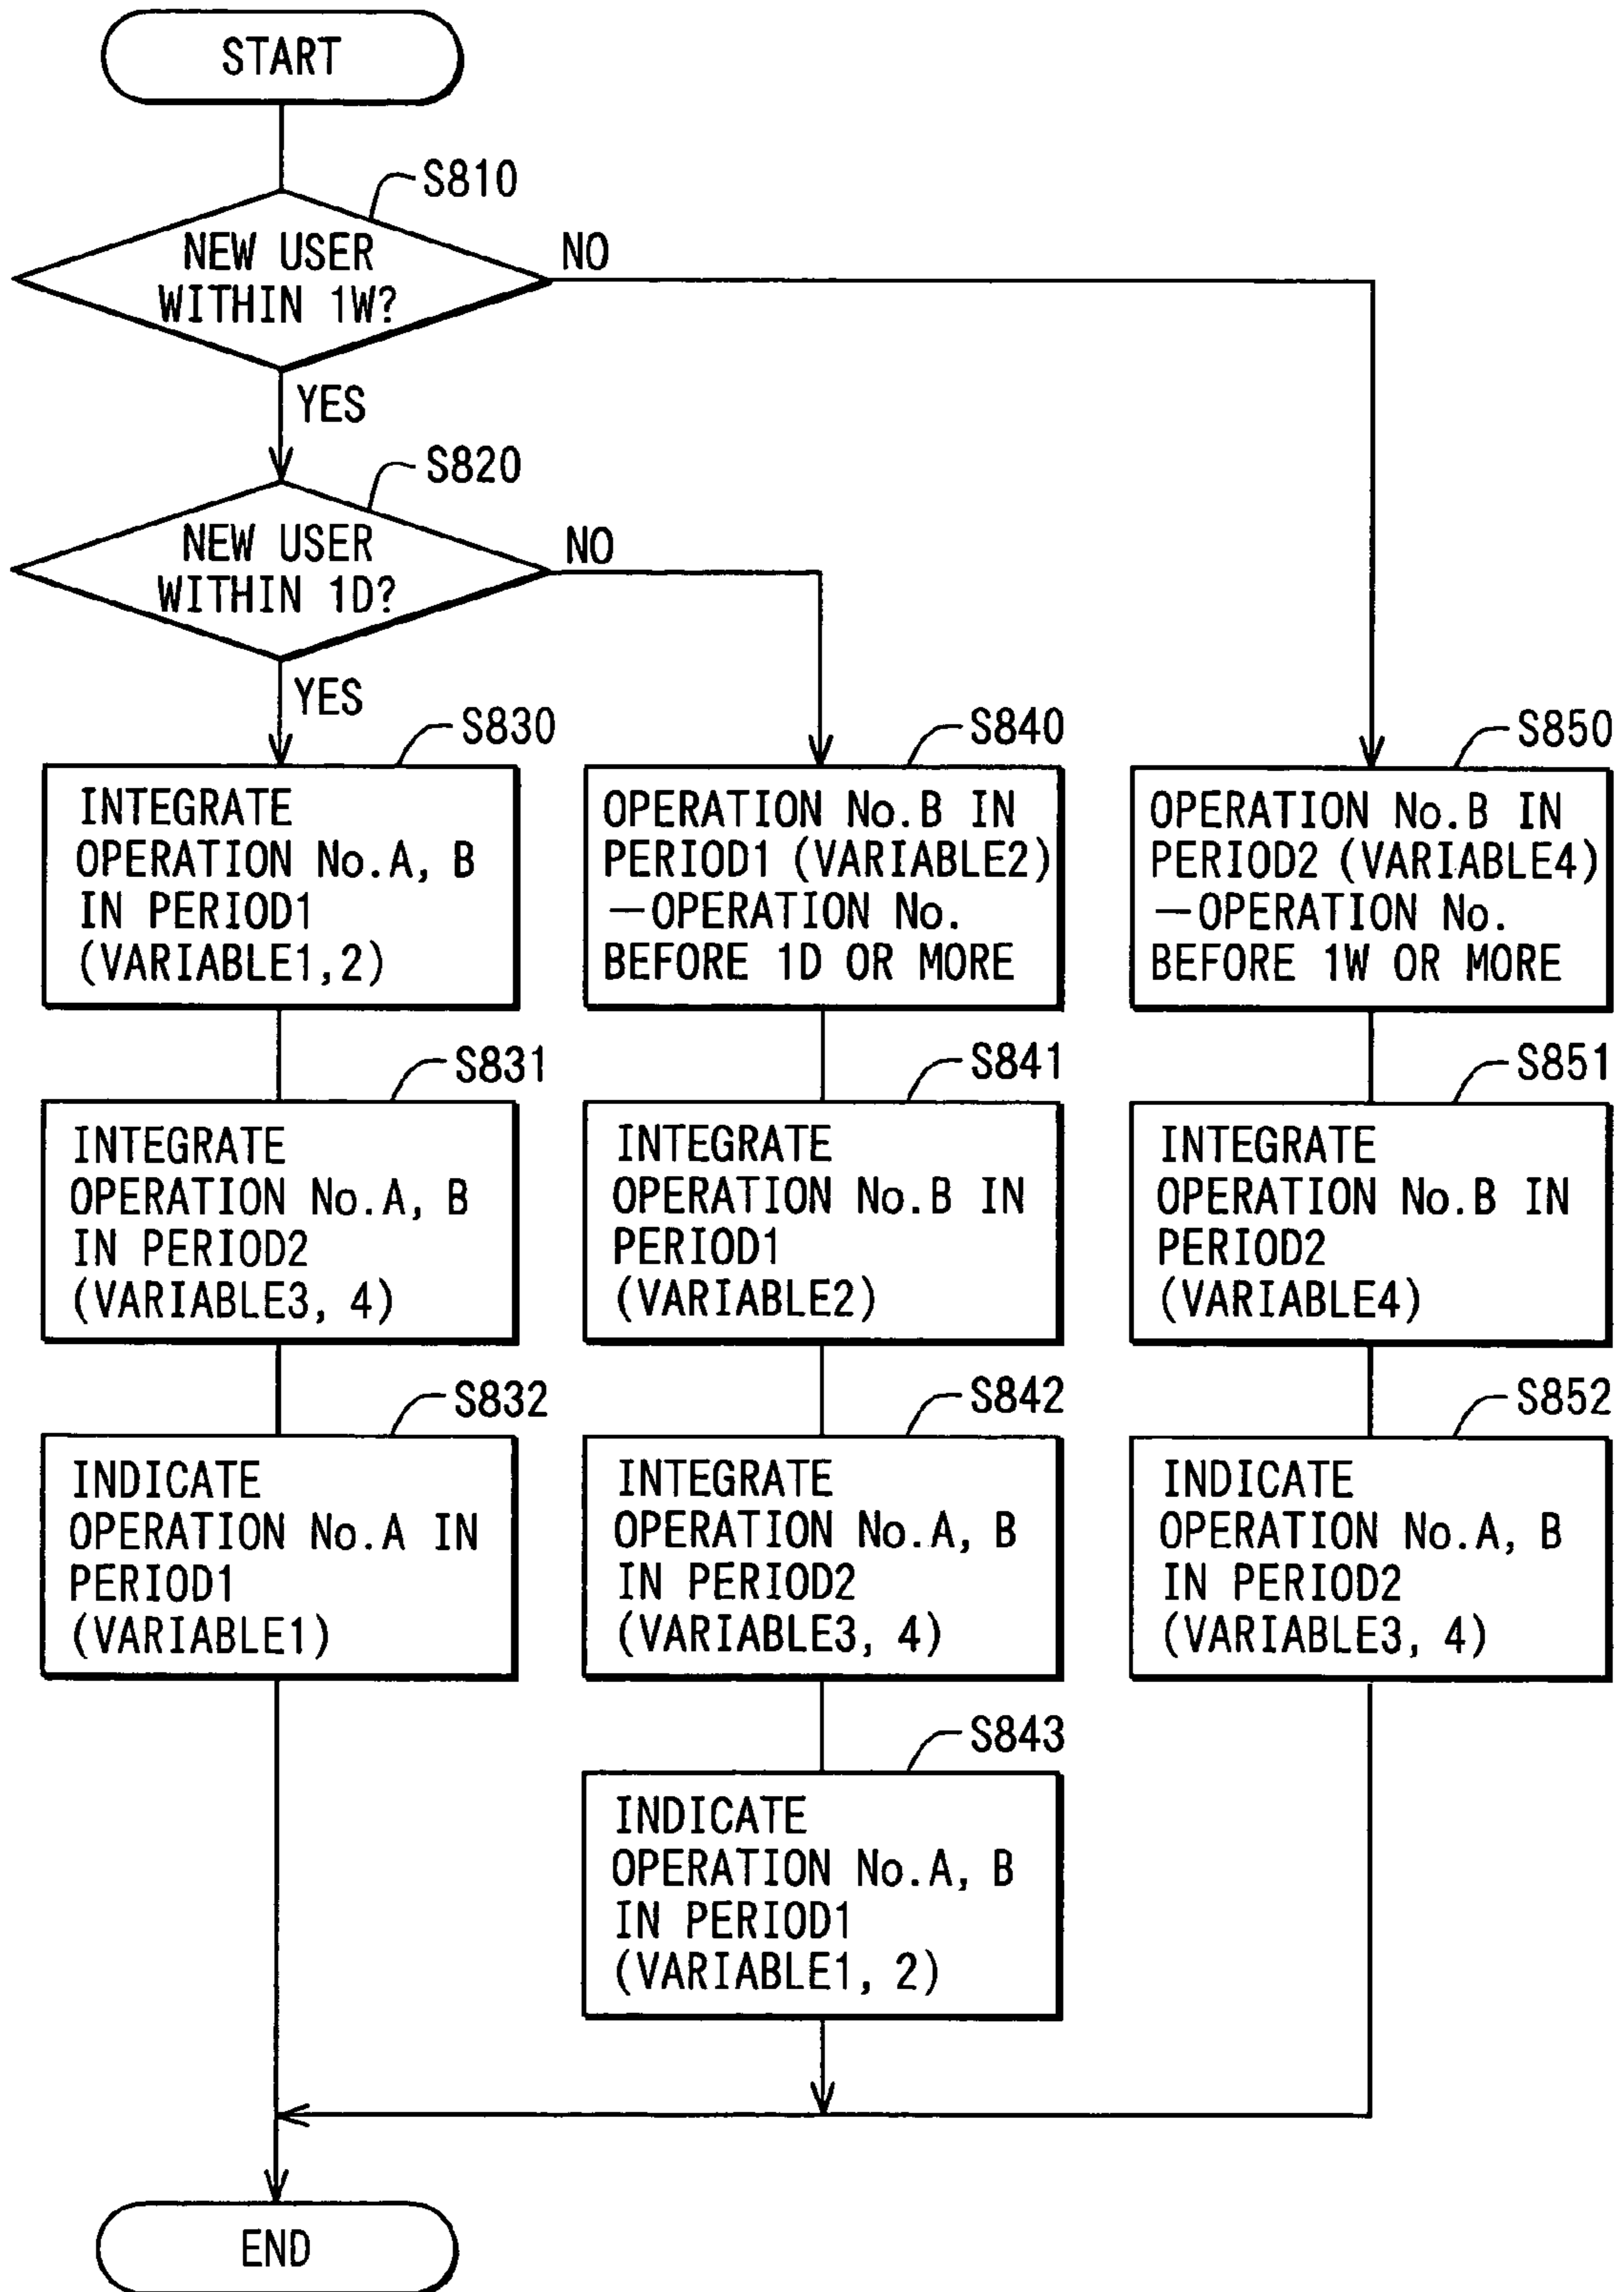 START
S810
NEW USER
WITHIN 1W?
NO
YES
S820
NEW USER
WITHIN 1D?
NO
YES
S830
INTEGRATE
OPERATION No.A, B
IN PERIOD1
(VARIABLE1,2)
S831
INTEGRATE
OPERATION No.A, B
IN PERIOD2
(VARIABLE3, 4)
S832
INDICATE
OPERATION No.A IN
PERIOD1
(VARIABLE1)
S840
OPERATION No.B IN
PERIOD1 (VARIABLE2)
—OPERATION No.
BEFORE 1D OR MORE
S841
INTEGRATE
OPERATION No.B IN
PERIOD1
(VARIABLE2)
S842
INTEGRATE
OPERATION No.A, B
IN PERIOD2
(VARIABLE3, 4)
S843
INDICATE
OPERATION No.A, B
IN PERIOD1
(VARIABLE1, 2)
S850
OPERATION No.B IN
PERIOD2 (VARIABLE4)
—OPERATION No.
BEFORE 1W OR MORE
S851
INTEGRATE
OPERATION No.B IN
PERIOD2
(VARIABLE4)
S852
INDICATE
OPERATION No.A, B
IN PERIOD2
(VARIABLE3, 4)
END